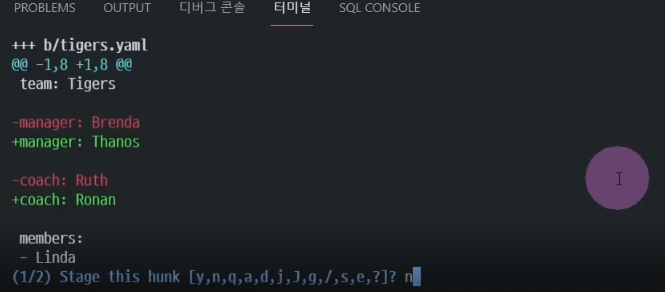 PROBLEMS OUTPUT 디버그 콘솔 터미널 SQL CONSOLE
+++ b/tigers.yaml
@@ -1,8 +1,8 @@
team: Tigers
-manager: Brenda
+manager: Thanos
-coach: Ruth
+coach: Ronan
members:
- Linda
(1/2) Stage this hunk [y,n,q,a,d,j,J,g,/,s,e,?]? n